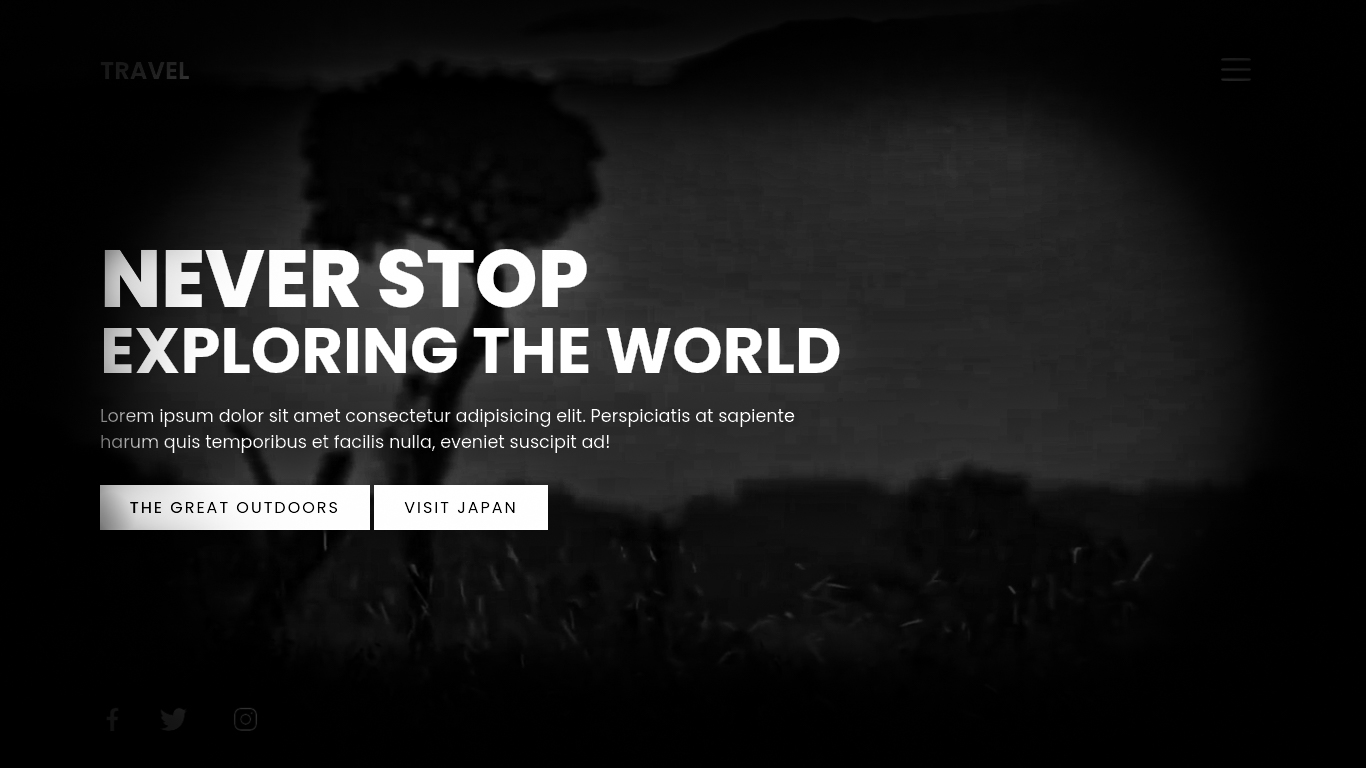 TRAVEL
NEVER STOP
EXPLORING THE WORLD
Lorem ipsum dolor sit amet consectetur adipisicing elit. Perspiciatis at sapiente
harum quis temporibus et facilis nulla, eveniet suscipit ad!
THE GREAT OUTDOORS VISIT JAPAN